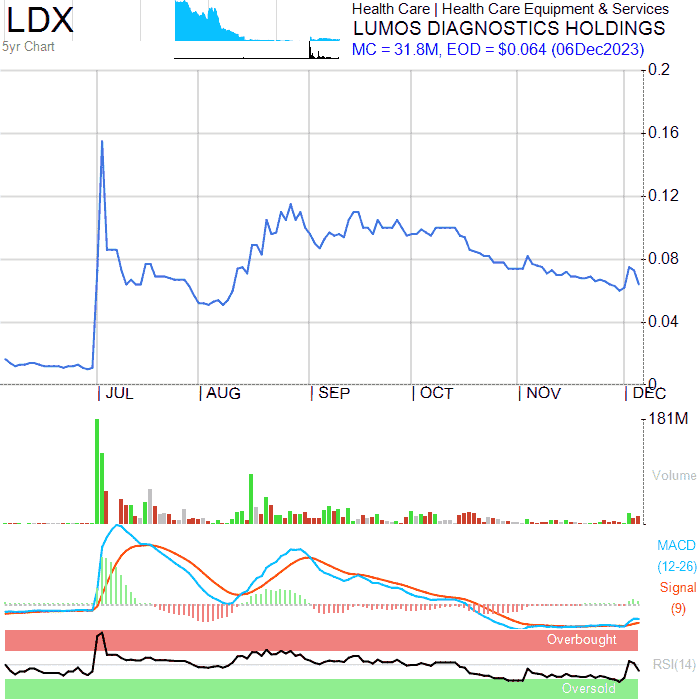 LDX
5yr Chart
Health Care | Health Care Equipment & Services
LUMOS DIAGNOSTICS HOLDINGS
MC = 31.8M, EOD = $0.064 (06Dec2023)
0.2
0.16
0.12
0.08
0.04
0
JUL AUG SEP OCT NOV DEC
181M
Volume
MACD
(12-26)
Signal
(9)
Overbought
RSI(14)
Oversold